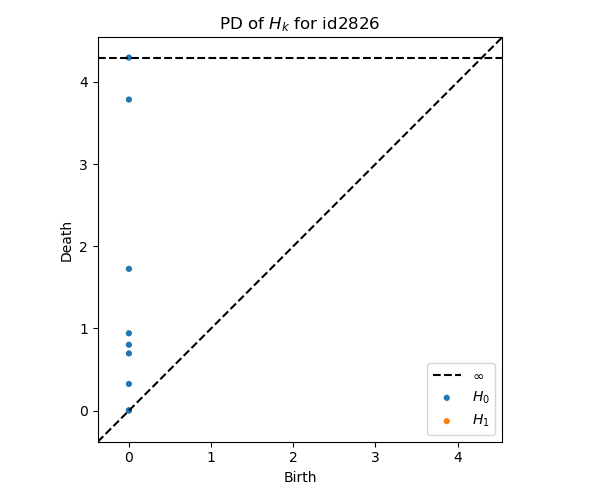 PD of $H_k$ for id2826
Death
4
3
2
1
0
0 1 2 3 4
Birth
∞
$H_0$
$H_1$